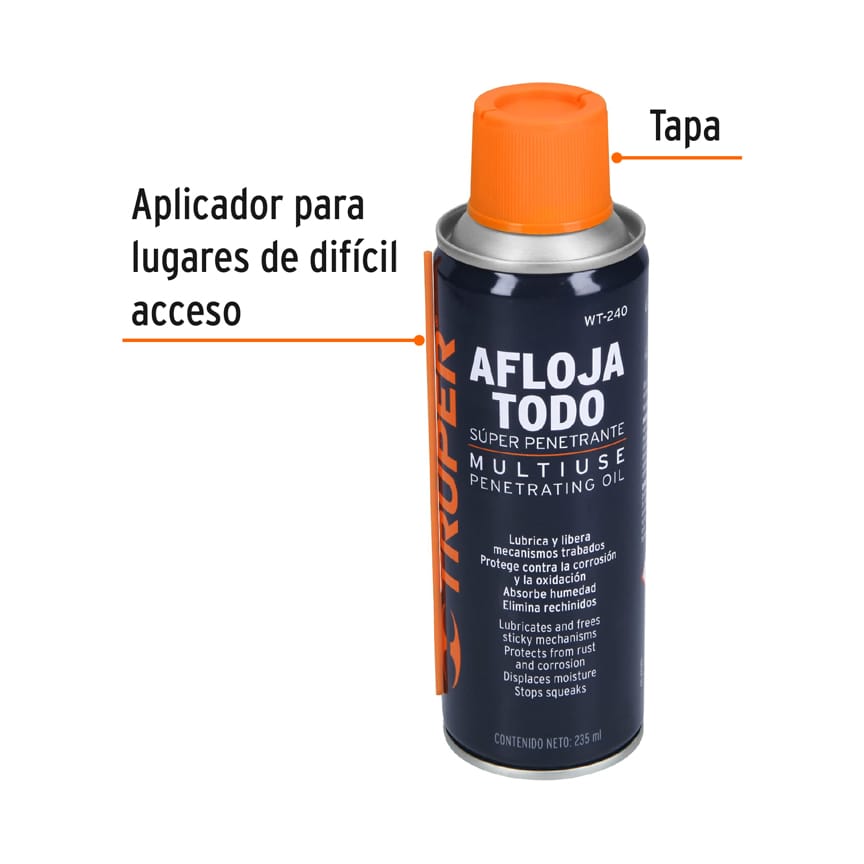 Tapa
Aplicador para
lugares de difícil
acceso
TRUPER
WT-240
AFLOJA
TODO
SÚPER PENETRANTE
MULTIUSE
PENETRATING OIL
Lubrica y libera
mecanismos trabados
Protege contra la corrosión
y la oxidación
Absorbe humedad
Elimina rechinidos
Lubricates and frees
sticky mechanisms
Protects from rust
and corrosion
Displaces moisture
Stops squeaks
CONTENIDO NETO: 235 ml